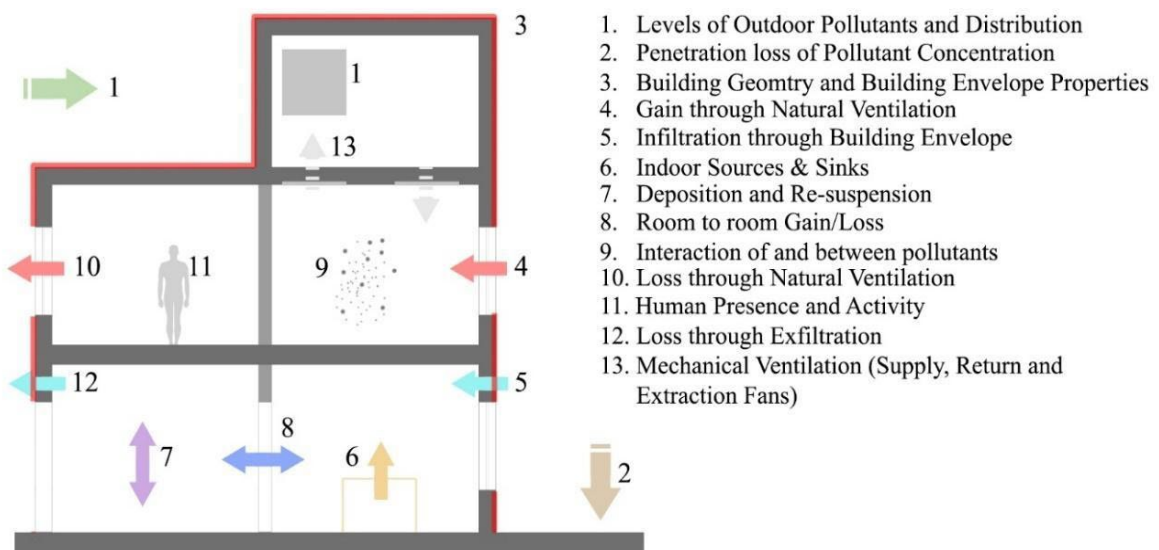 3
1
1
13
10
11
9
4
12
5
7
8
6
2
1. Levels of Outdoor Pollutants and Distribution
2. Penetration loss of Pollutant Concentration
3. Building Geomtry and Building Envelope Properties
4. Gain through Natural Ventilation
5. Infiltration through Building Envelope
6. Indoor Sources & Sinks
7. Deposition and Re-suspension
8. Room to room Gain/Loss
9. Interaction of and between pollutants
10. Loss through Natural Ventilation
11. Human Presence and Activity
12. Loss through Exfiltration
13. Mechanical Ventilation (Supply, Return and
Extraction Fans)